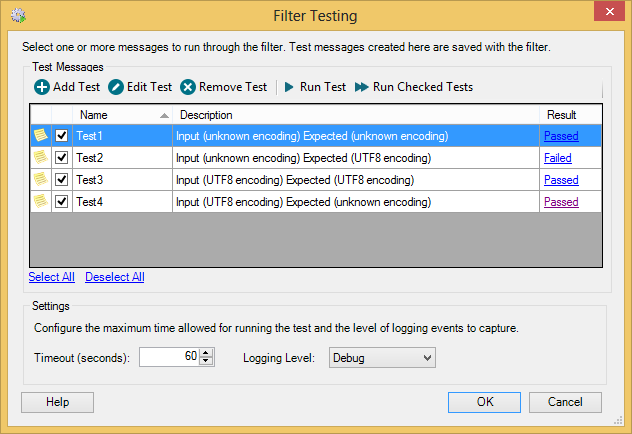 Filter Testing
Select one or more messages to run through the filter. Test messages created here are saved with the filter.
Test Messages
Add Test Edit Test Remove Test Run Test Run Checked Tests
Name Description Result
Test1 Input (unknown encoding) Expected (unknown encoding) Passed
Test2 Input (unknown encoding) Expected (UTF8 encoding) Failed
Test3 Input (UTF8 encoding) Expected (UTF8 encoding) Passed
Test4 Input (UTF8 encoding) Expected (unknown encoding) Passed
Select All Deselect All
Settings
Configure the maximum time allowed for running the test and the level of logging events to capture.
Timeout (seconds): 60 Logging Level: Debug
Help OK Cancel